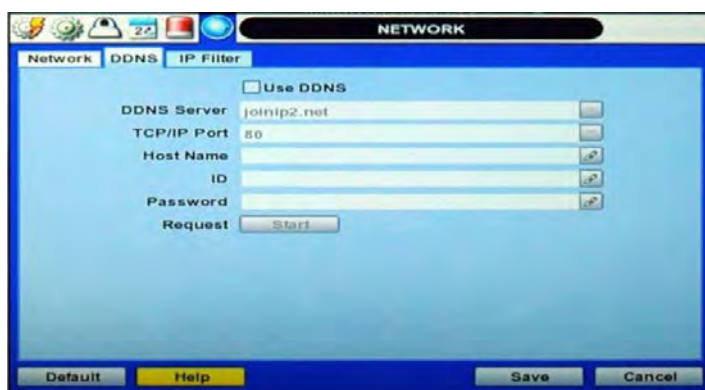 NETWORK
Network DDNS IP Filter
Use DDNS
DDNS Server joinip2.net
TCP/IP Port 80
Host Name
ID
Password
Request Start
Default Help Save Cancel